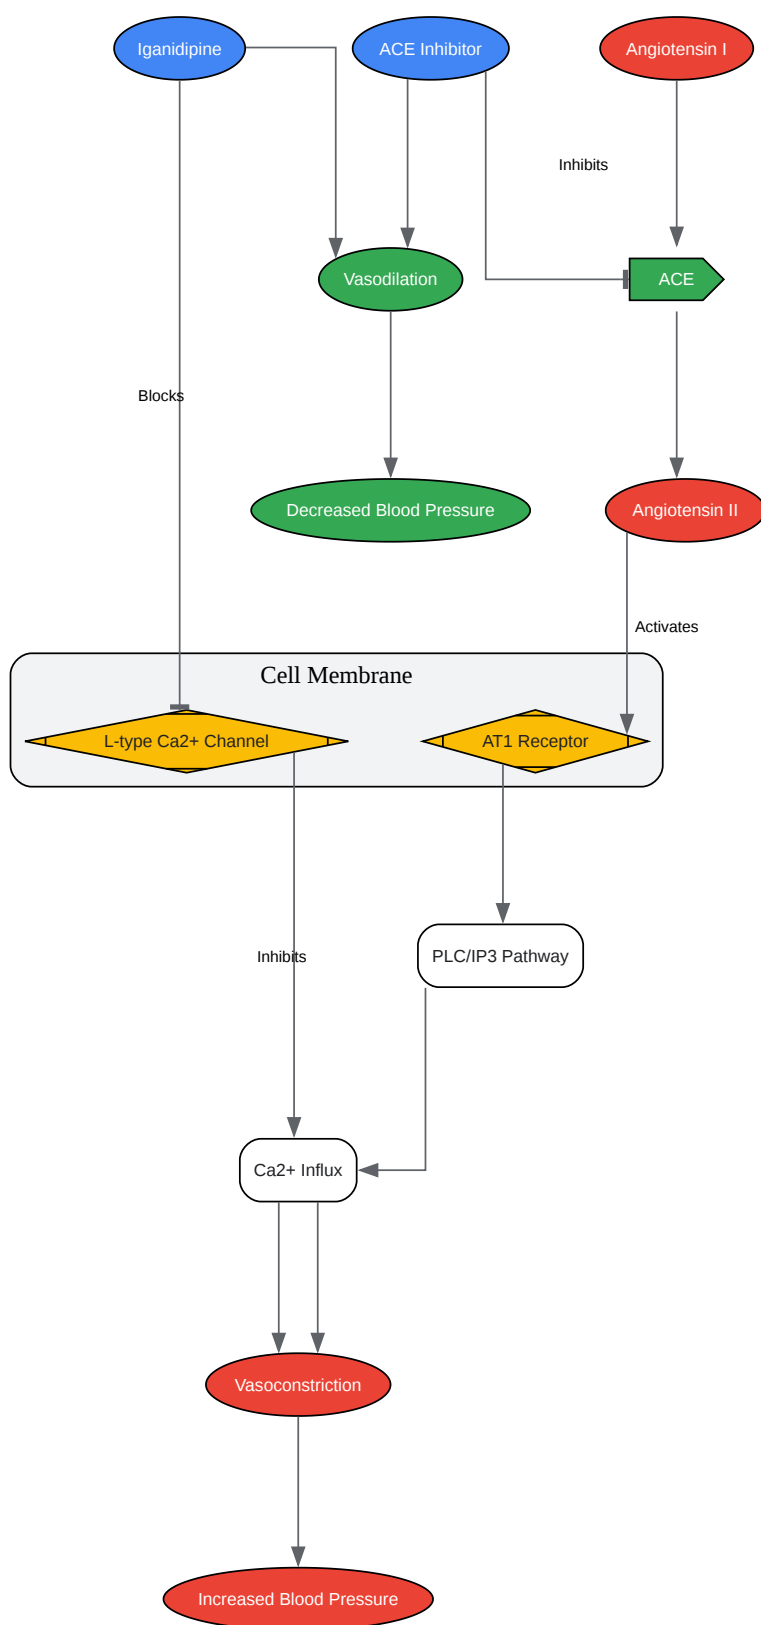 Iganidipine
ACE Inhibitor
Angiotensin I
Inhibits
Vasodilation
ACE
Blocks
Decreased Blood Pressure
Angiotensin II
Activates
Cell Membrane
L-type Ca2+ Channel
AT1 Receptor
Inhibits
PLC/IP3 Pathway
Ca2+ Influx
Vasoconstriction
Increased Blood Pressure